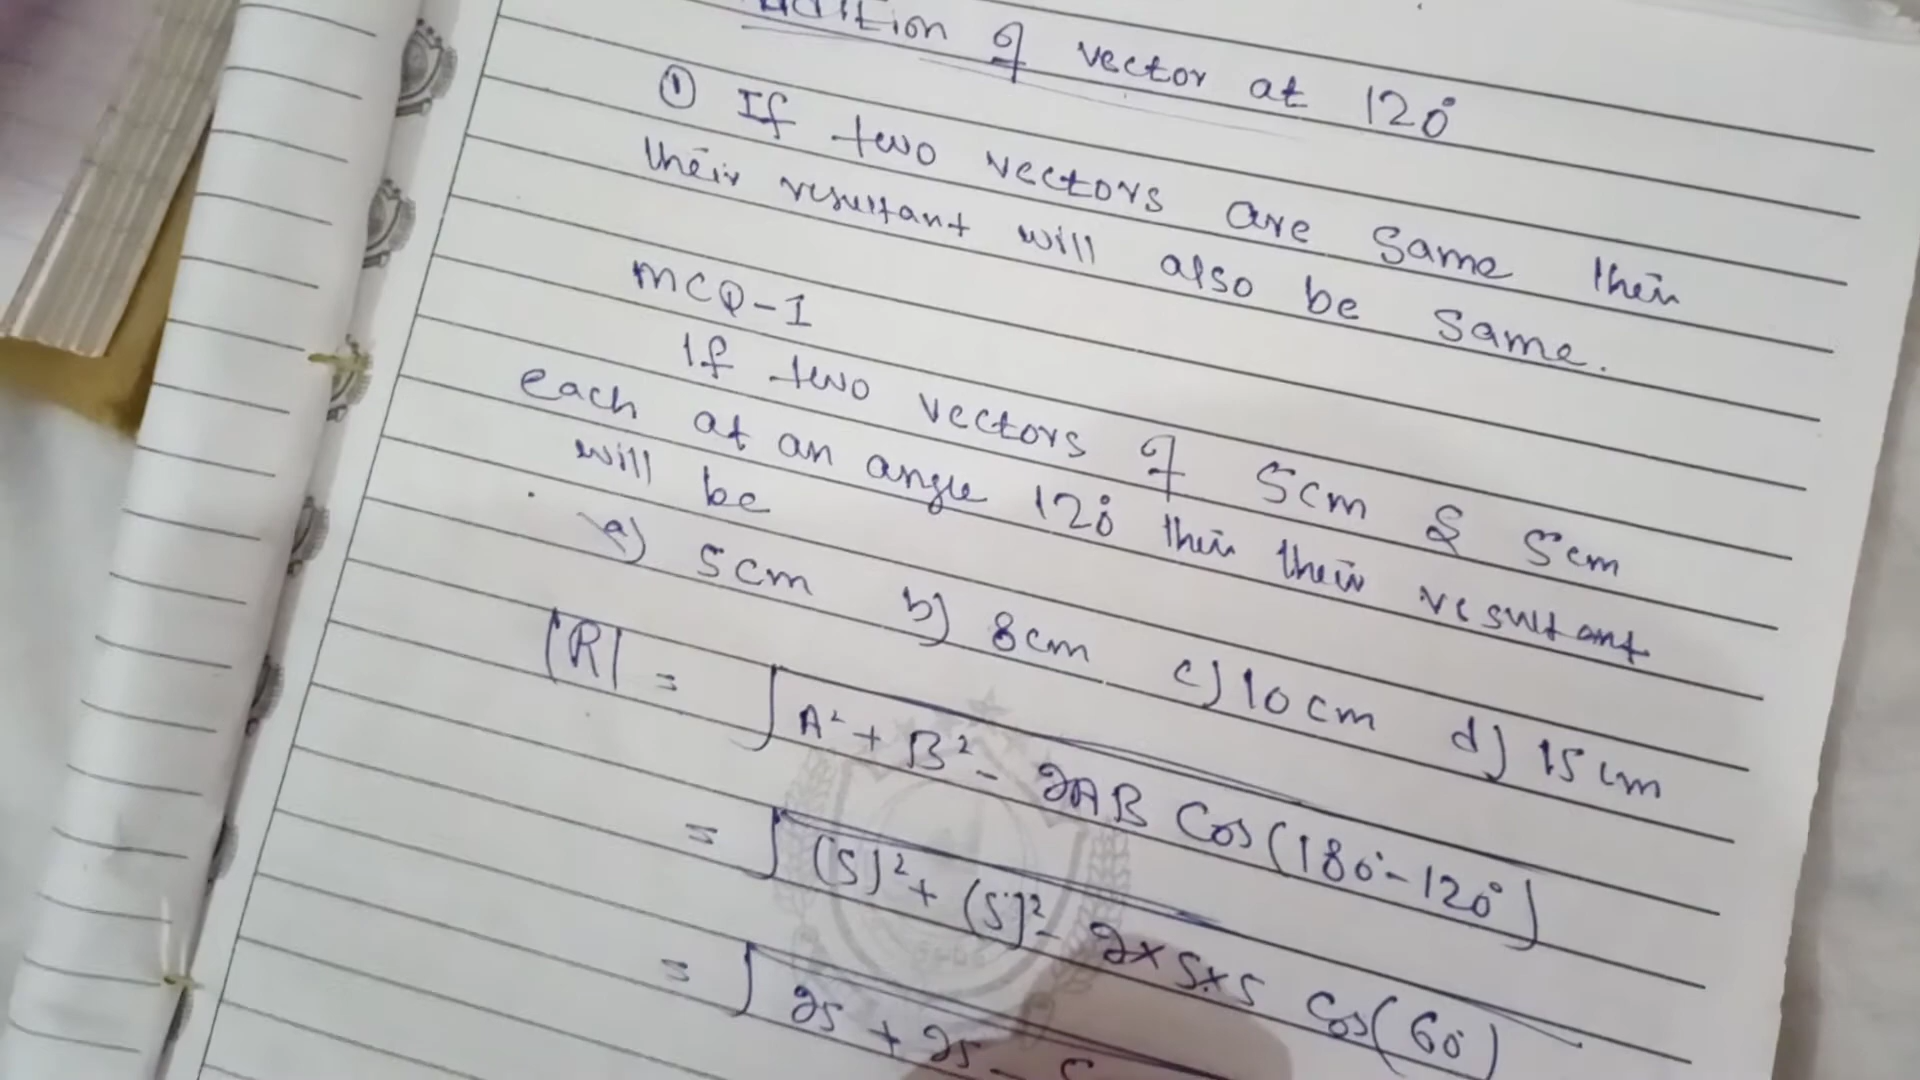 of vector at 120°
① If two vectors are same then
their resultant will also be same.
MCQ-1
If two vectors of 5cm & 5cm
each at an angle 120° then their resultant
will be
a) 5cm b) 8cm c) 10cm d) 15cm
|R| = √A² + B² - 2AB Cos(180° - 120°)
= √(5)² + (5)² - 2×5×5 Cos(60°)
= √25 + 25 -